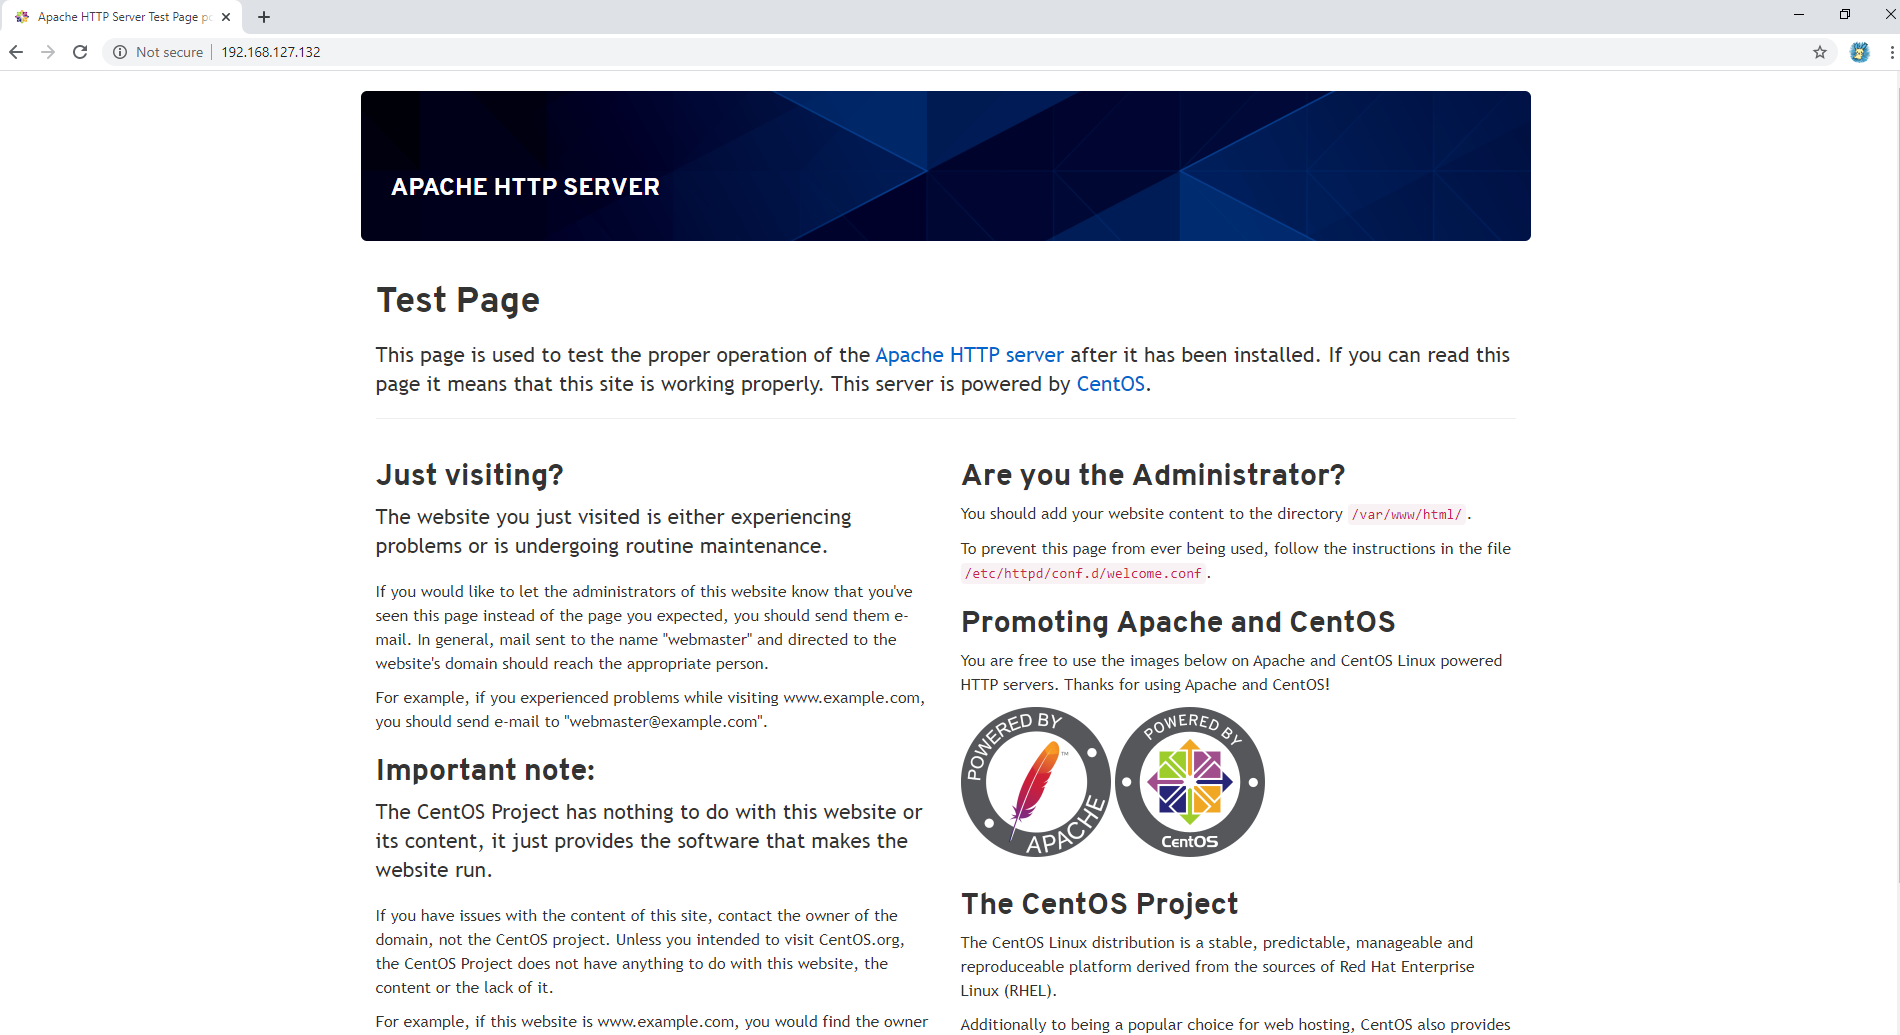 Apache HTTP Server Test Page
Not secure
192.168.127.132
APACHE HTTP SERVER
Test Page
This page is used to test the proper operation of the Apache HTTP server after it has been installed. If you can read this
page it means that this site is working properly. This server is powered by CentOS.
Just visiting?
The website you just visited is either experiencing
problems or is undergoing routine maintenance.
If you would like to let the administrators of this website know that you've
seen this page instead of the page you expected, you should send them e-
mail. In general, mail sent to the name "webmaster" and directed to the
website's domain should reach the appropriate person.
For example, if you experienced problems while visiting www.example.com,
you should send e-mail to "webmaster@example.com".
Important note:
The CentOS Project has nothing to do with this website or
its content, it just provides the software that makes the
website run.
If you have issues with the content of this site, contact the owner of the
domain, not the CentOS project. Unless you intended to visit CentOS.org,
the CentOS Project does not have anything to do with this website, the
content or the lack of it.
For example, if this website is www.example.com, you would find the owner
Are you the Administrator?
You should add your website content to the directory /var/www/html/.
To prevent this page from ever being used, follow the instructions in the file
/etc/httpd/conf.d/welcome.conf.
Promoting Apache and CentOS
You are free to use the images below on Apache and CentOS Linux powered
HTTP servers. Thanks for using Apache and CentOS!
POWERED BY
APACHE
TM
POWERED BY
CentOS
The CentOS Project
The CentOS Linux distribution is a stable, predictable, manageable and
reproduceable platform derived from the sources of Red Hat Enterprise
Linux (RHEL).
Additionally to being a popular choice for web hosting, CentOS also provides